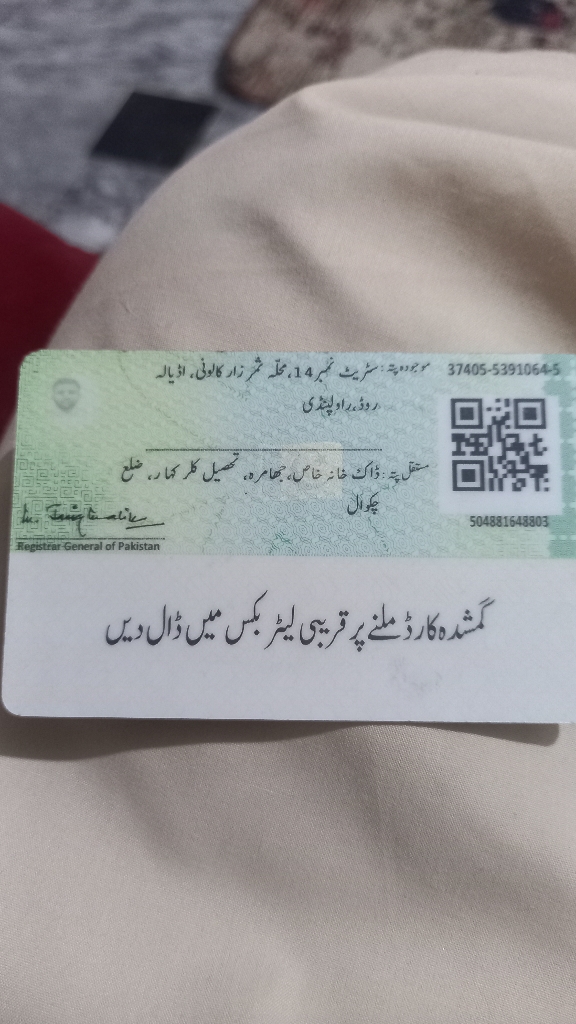 موجودہ پتہ: سٹریٹ نمبر 14، محلّہ ثمر زار کالونی، اڈیالہ
37405-5391064-5
روڈ، راولپنڈی
مستقل پتہ: ڈاک خانہ خاص، جھامرہ، تحصیل کلر کہار، ضلع
چکوال
504881648803
Registrar General of Pakistan
گمشدہ کارڈ ملنے پر قریبی لیٹر بکس میں ڈال دیں